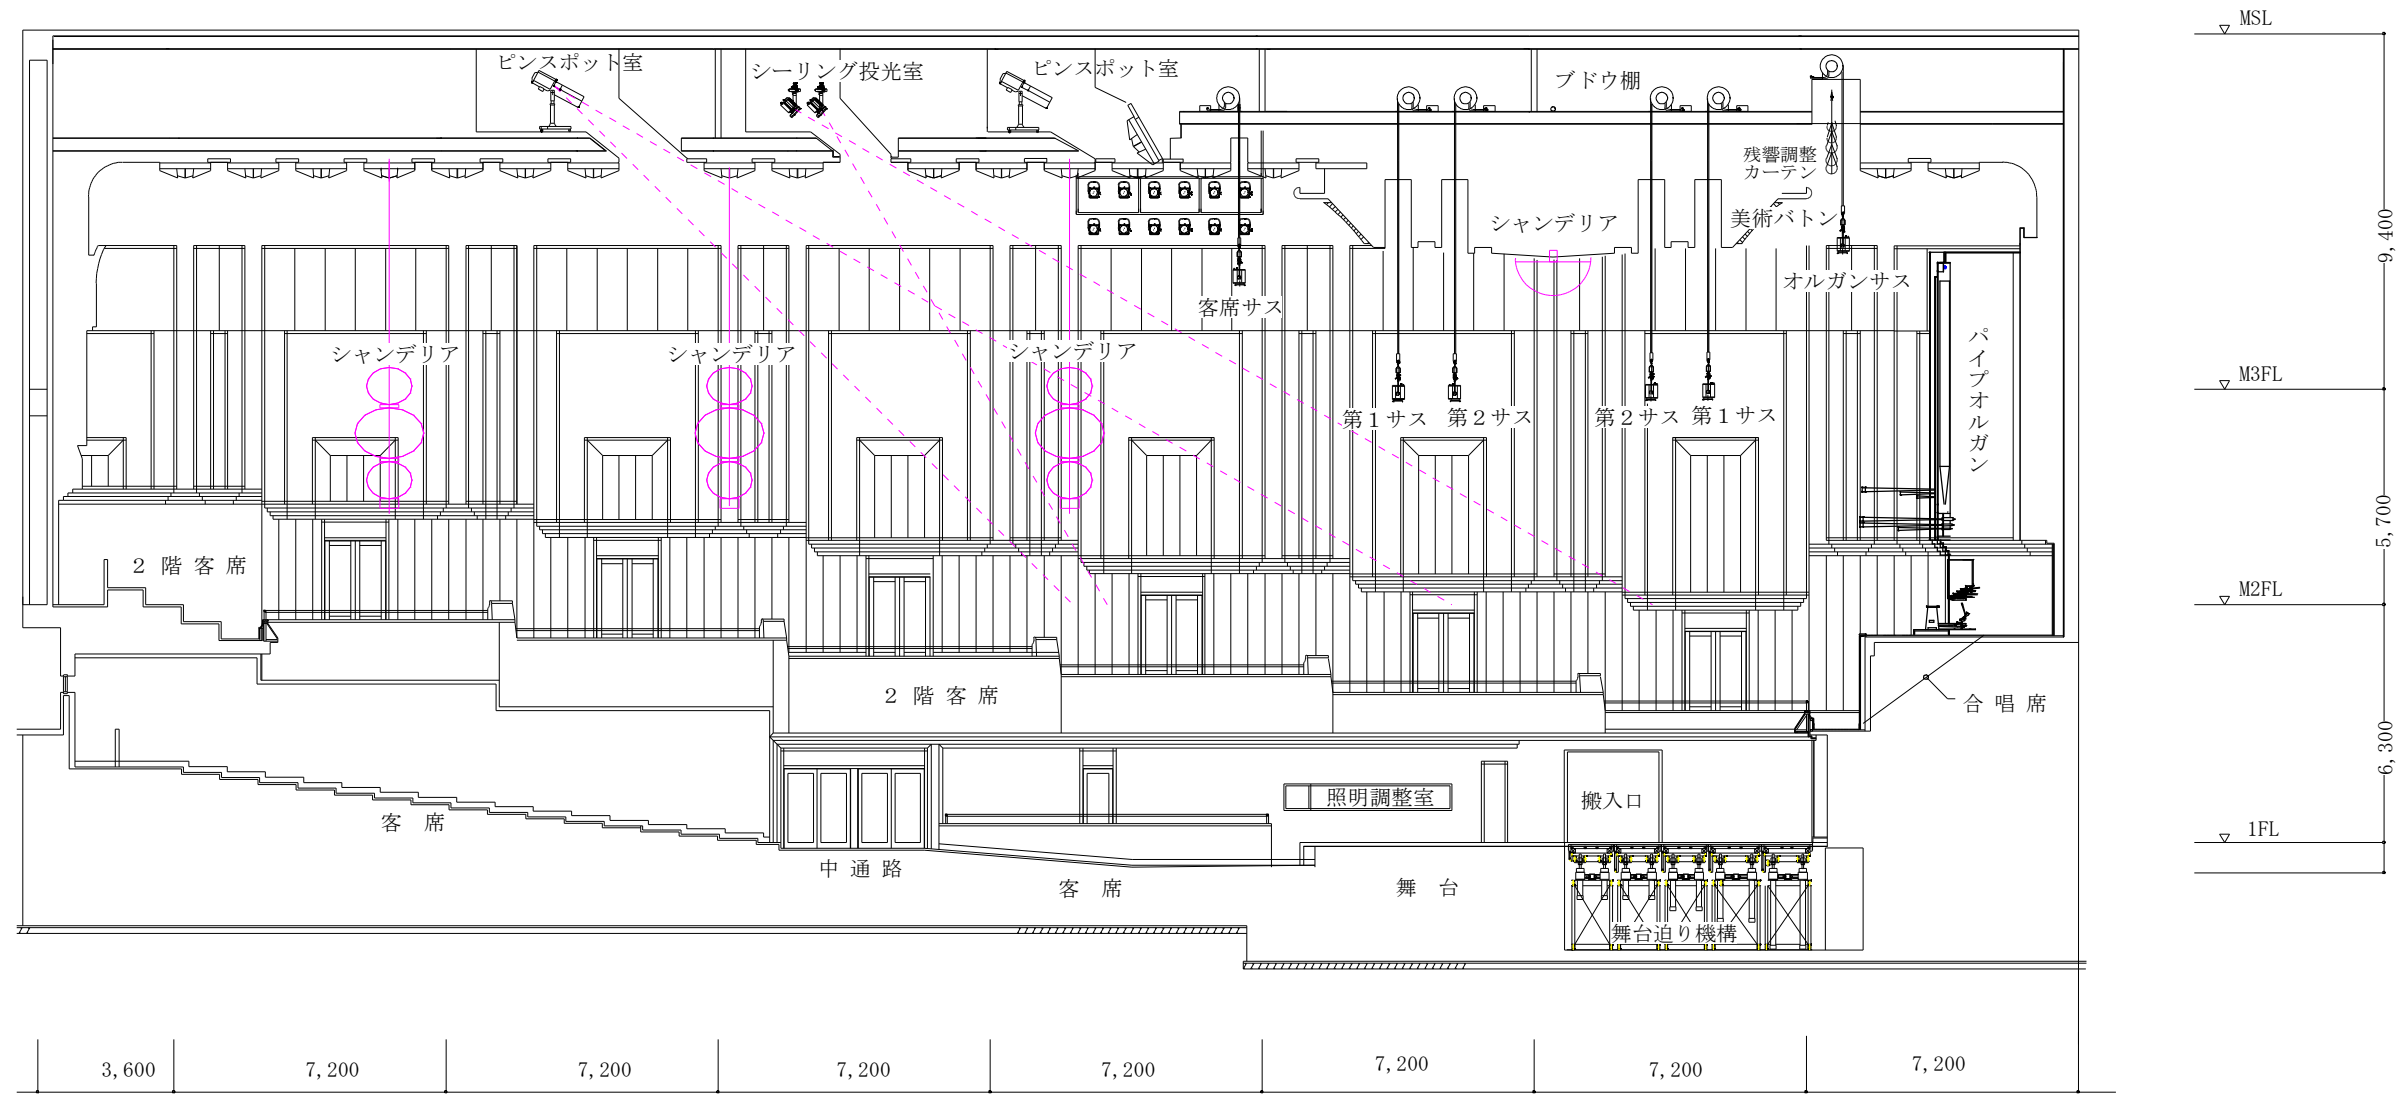 MSL
ピンスポット室
シーリング投光室
ピンスポット室
ブドウ棚
残響調整
カーテン
美術バトン
シャンデリア
オルガンサス
客席サス
9,400
パイプオルガン
シャンデリア
シャンデリア
シャンデリア
M3FL
第1サス
第2サス
第2サス
第1サス
5,700
2階客席
M2FL
2階客席
合唱席
6,300
照明調整室
搬入口
客席
1FL
中通路
客席
舞台
舞台迫り機構
3,600
7,200
7,200
7,200
7,200
7,200
7,200
7,200